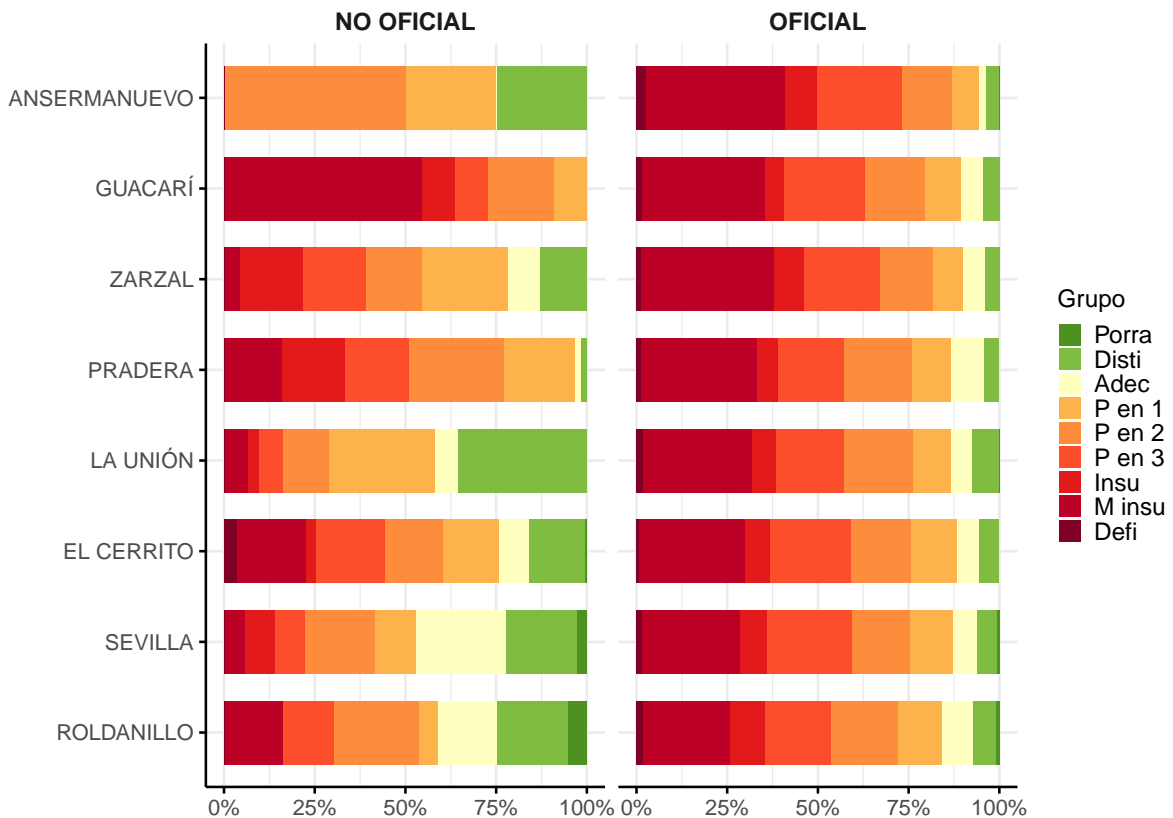 NO OFICIAL
OFICIAL
ANSERMANUEVO
GUACARÍ
ZARZAL
PRADERA
LA UNIÓN
EL CERRITO
SEVILLA
ROLDANILLO
0% 25% 50% 75% 100%
0% 25% 50% 75% 100%
Grupo
Porra
Disti
Adec
P en 1
P en 2
P en 3
Insu
M insu
Defi